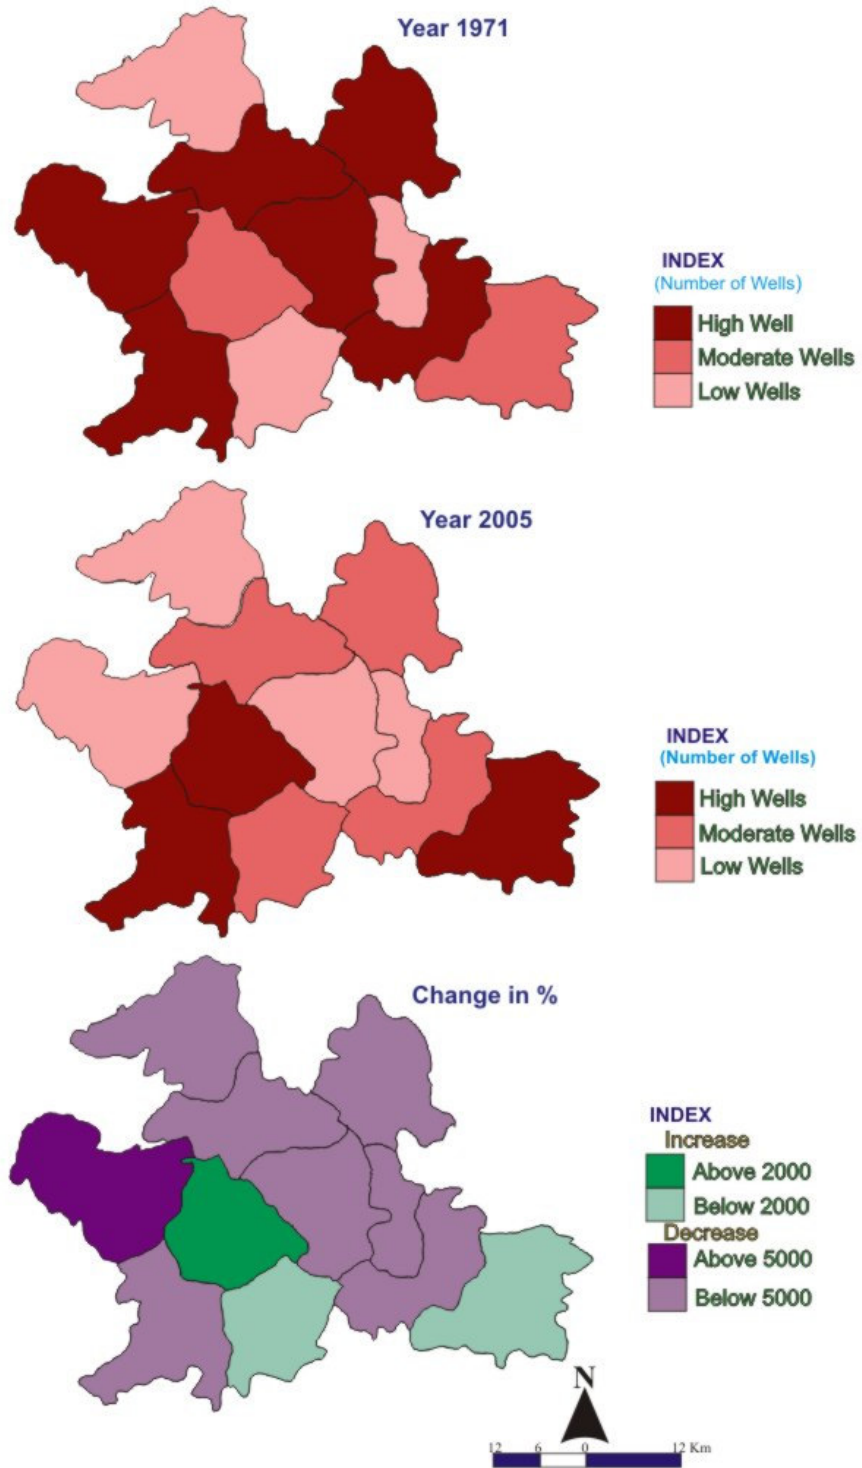 Year 1971
INDEX
(Number of Wells)
High Well
Moderate Wells
Low Wells
Year 2005
INDEX
(Number of Wells)
High Wells
Moderate Wells
Low Wells
Change in %
INDEX
Increase
Above 2000
Below 2000
Decrease
Above 5000
Below 5000
N
12 6 0 12 Km